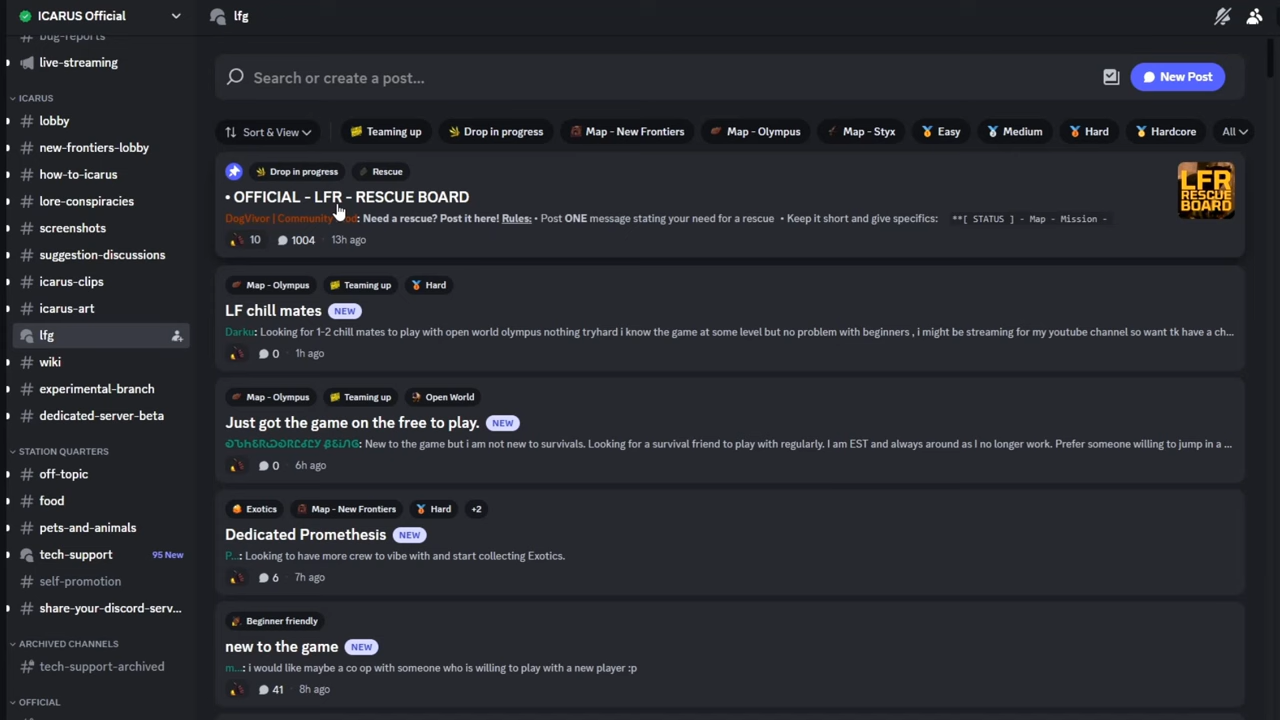 ICARUS Official
lfg
bug-reports
live-streaming
ICARUS
lobby
new-frontiers-lobby
how-to-icarus
lore-conspiracies
screenshots
suggestion-discussions
icarus-clips
icarus-art
lfg
wiki
experimental-branch
dedicated-server-beta
STATION QUARTERS
off-topic
food
pets-and-animals
tech-support 95 New
self-promotion
share-your-discord-serv...
ARCHIVED CHANNELS
tech-support-archived
OFFICIAL
Search or create a post...
New Post
Sort & View
Teaming up
Drop in progress
Map - New Frontiers
Map - Olympus
Map - Styx
Easy
Medium
Hard
Hardcore
All
Drop in progress Rescue
• OFFICIAL - LFR - RESCUE BOARD
DogVivor | Community : Need a rescue? Post it here! Rules: • Post ONE message stating your need for a rescue • Keep it short and give specifics: **[ STATUS ] - Map - Mission -
10 1004 · 13h ago
LFR
RESCUE
BOARD
Map - Olympus Teaming up Hard
LF chill mates NEW
Darku: Looking for 1-2 chill mates to play with open world olympus nothing tryhard i know the game at some level but no problem with beginners , i might be streaming for my youtube channel so want tk have a ch...
0 · 1h ago
Map - Olympus Teaming up Open World
Just got the game on the free to play. NEW
: New to the game but i am not new to survivals. Looking for a survival friend to play with regularly. I am EST and always around as I no longer work. Prefer someone willing to jump in a ...
0 · 6h ago
Exotics Map - New Frontiers Hard +2
Dedicated Promethesis NEW
P...: Looking to have more crew to vibe with and start collecting Exotics.
6 · 7h ago
Beginner friendly
new to the game NEW
m...: i would like maybe a co op with someone who is willing to play with a new player :p
41 · 8h ago